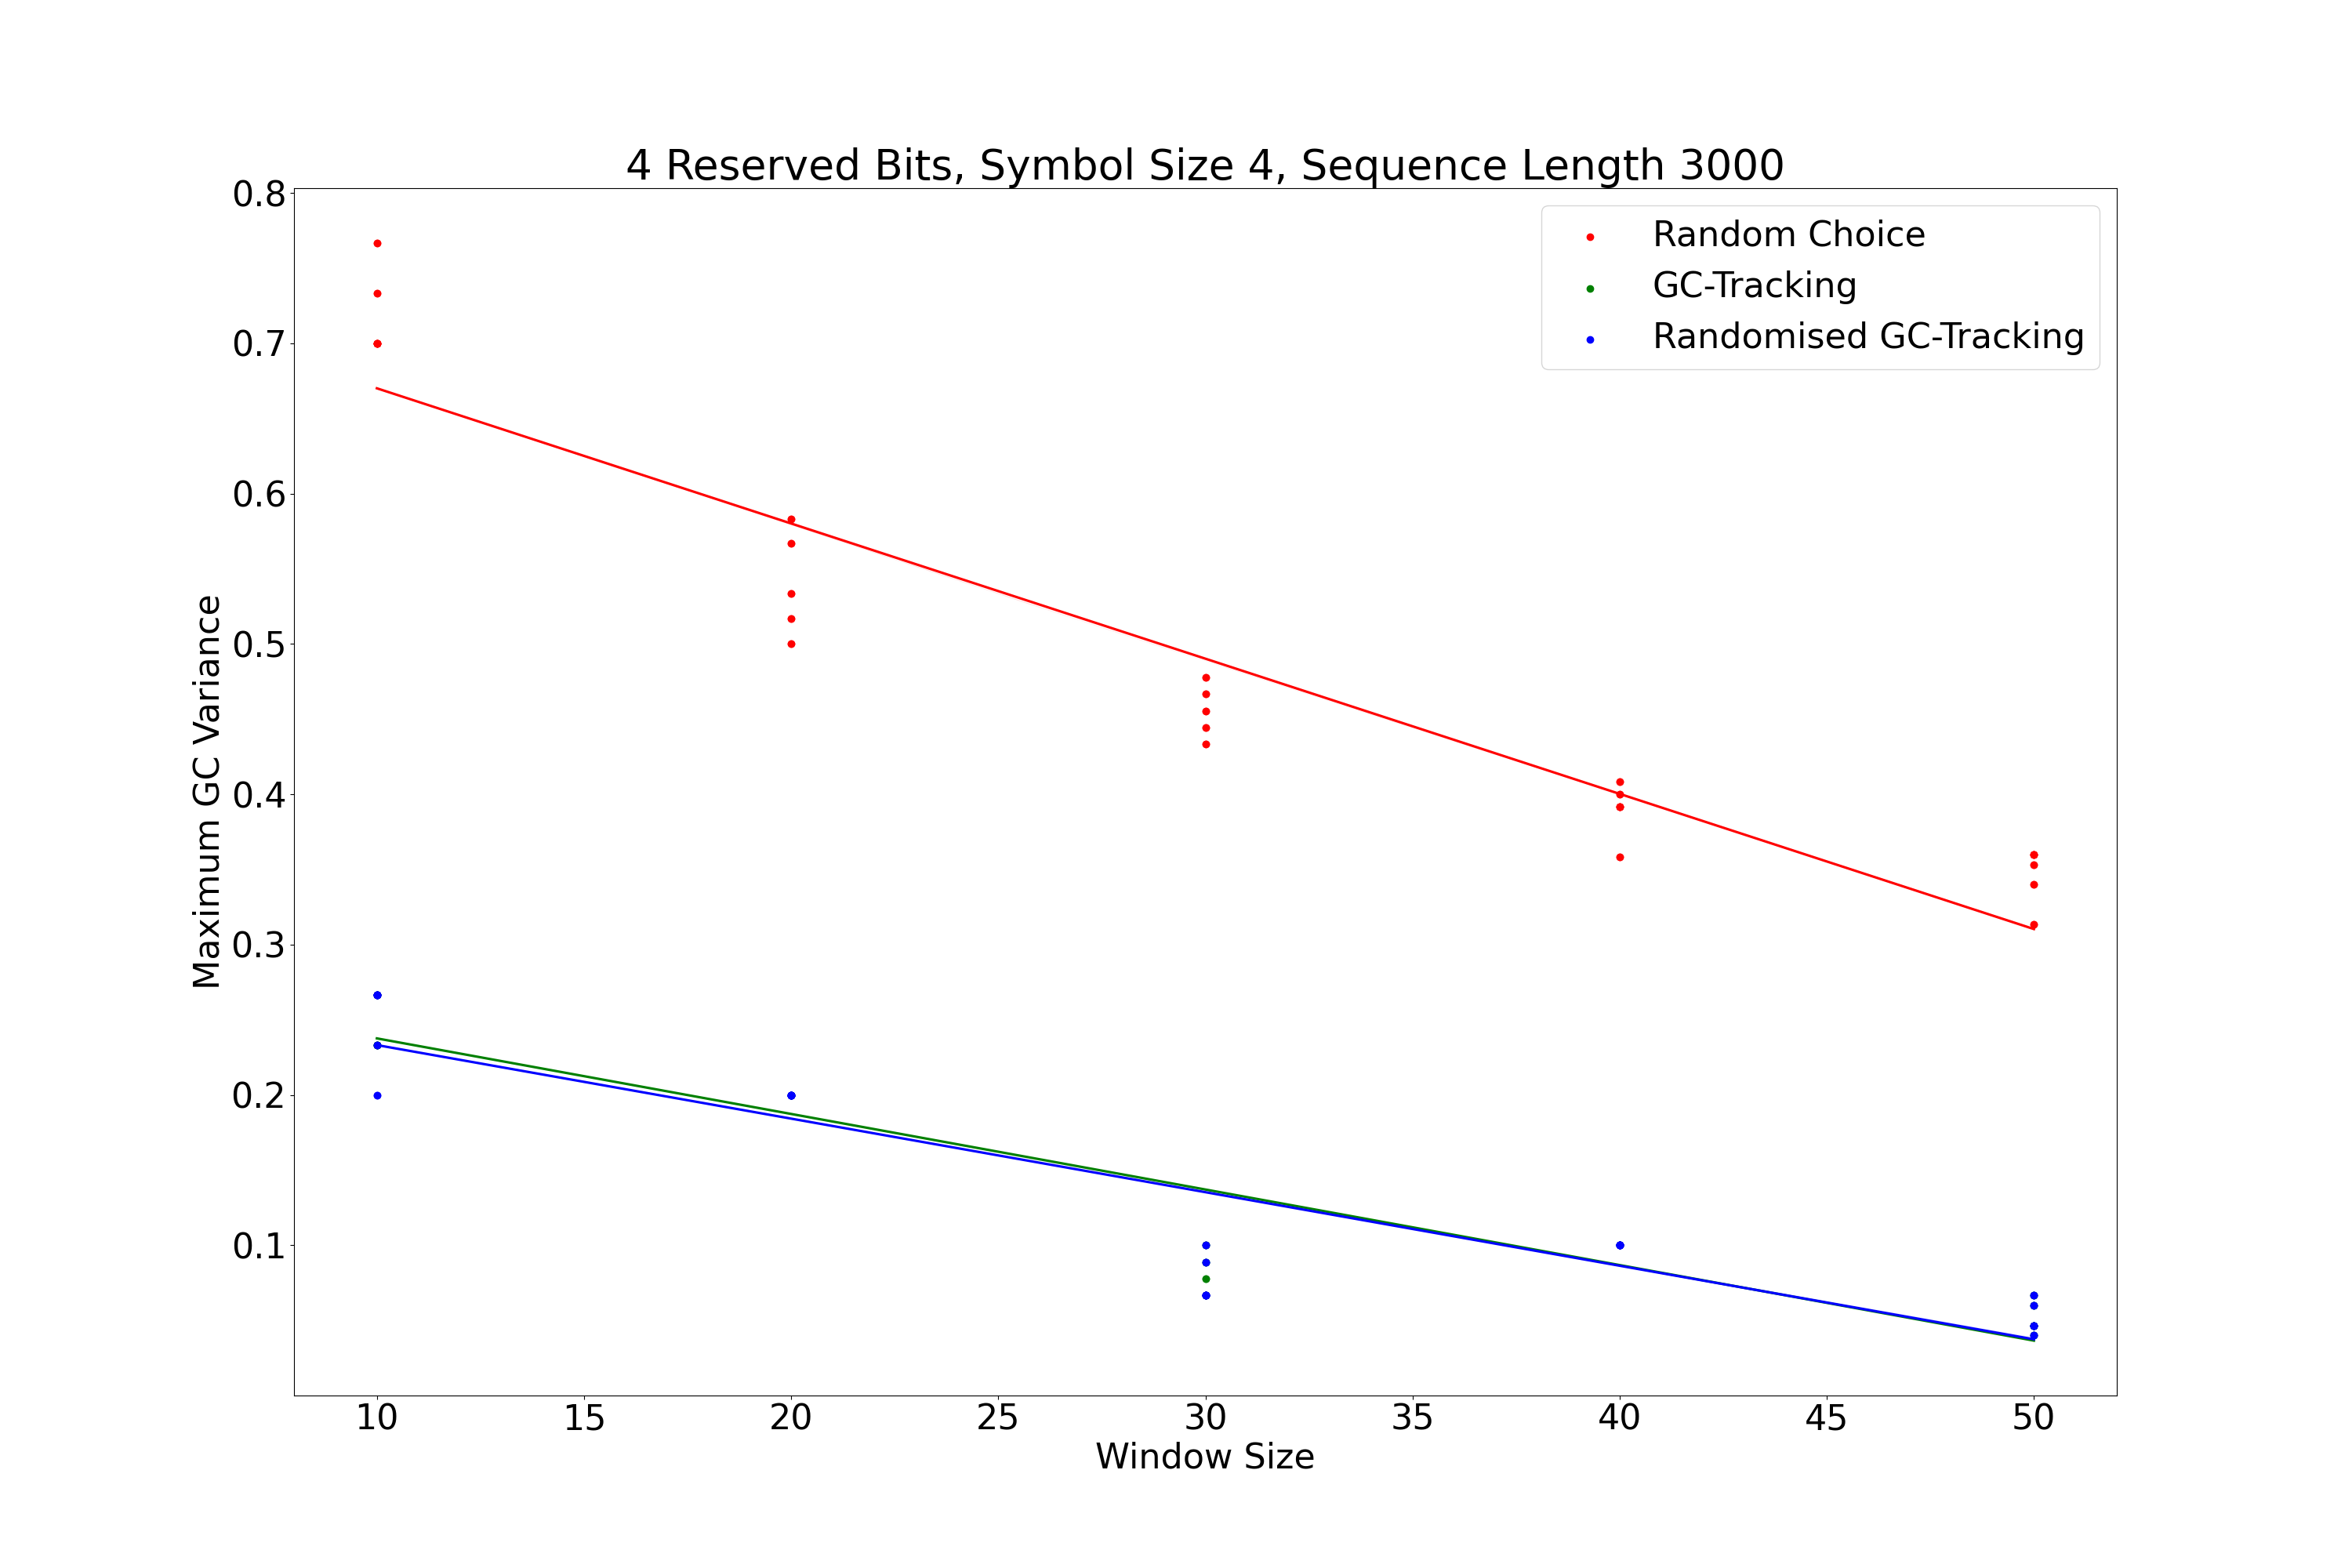 4 Reserved Bits, Symbol Size 4, Sequence Length 3000
Random Choice
GC-Tracking
Randomised GC-Tracking
Maximum GC Variance
0.8
0.7
0.6
0.5
0.4
0.3
0.2
0.1
10 15 20 25 30 35 40 45 50
Window Size